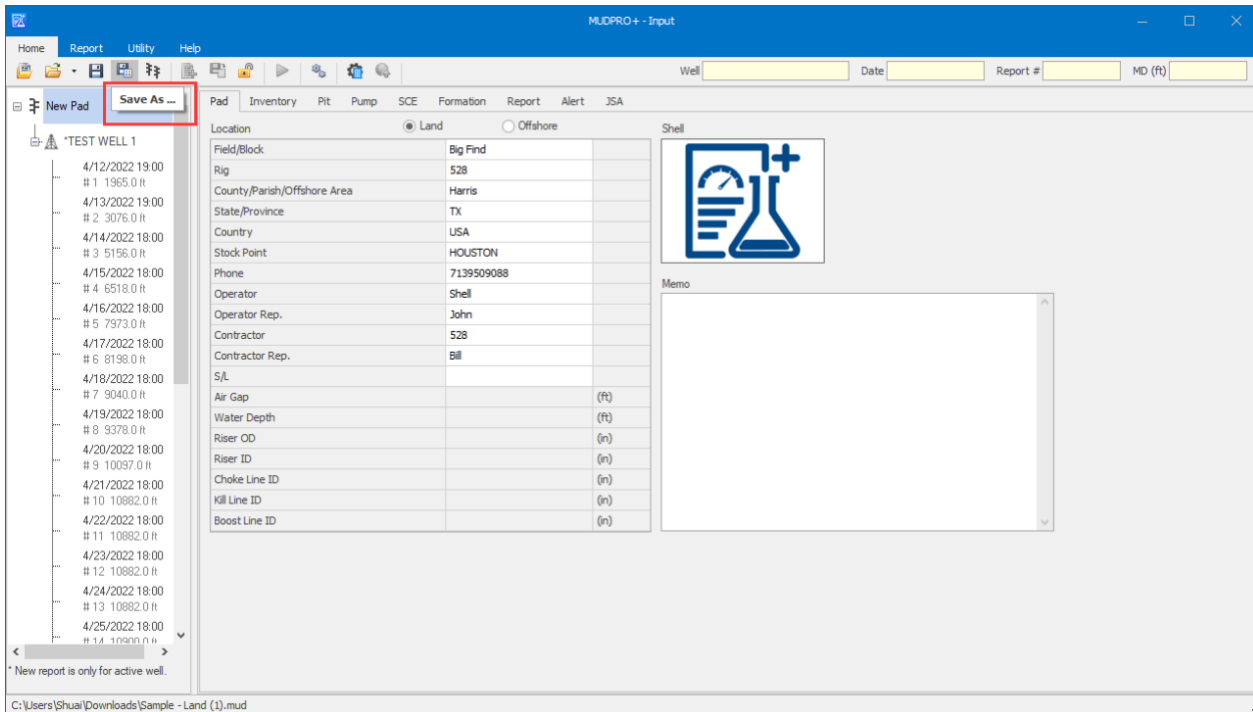 MUDPRO+ - Input
Home Report Utility Help
Well Date Report # MD (ft)
Save As ...
New Pad
*TEST WELL 1
4/12/2022 19:00
# 1 1965.0 ft
4/13/2022 19:00
# 2 3076.0 ft
4/14/2022 18:00
# 3 5156.0 ft
4/15/2022 18:00
# 4 6518.0 ft
4/16/2022 18:00
# 5 7973.0 ft
4/17/2022 18:00
# 6 8198.0 ft
4/18/2022 18:00
# 7 9040.0 ft
4/19/2022 18:00
# 8 9378.0 ft
4/20/2022 18:00
# 9 10097.0 ft
4/21/2022 18:00
# 10 10882.0 ft
4/22/2022 18:00
# 11 10882.0 ft
4/23/2022 18:00
# 12 10882.0 ft
4/24/2022 18:00
# 13 10882.0 ft
4/25/2022 18:00
# 14 10900.0 ft
* New report is only for active well.
Pad Inventory Pit Pump SCE Formation Report Alert JSA
Location Land Offshore
Field/Block Big Find
Rig 528
County/Parish/Offshore Area Harris
State/Province TX
Country USA
Stock Point HOUSTON
Phone 7139509088
Operator Shell
Operator Rep. John
Contractor 528
Contractor Rep. Bill
S/L
Air Gap (ft)
Water Depth (ft)
Riser OD (in)
Riser ID (in)
Choke Line ID (in)
Kill Line ID (in)
Boost Line ID (in)
Shell
Memo
C:\Users\Shuai\Downloads\Sample - Land (1).mud